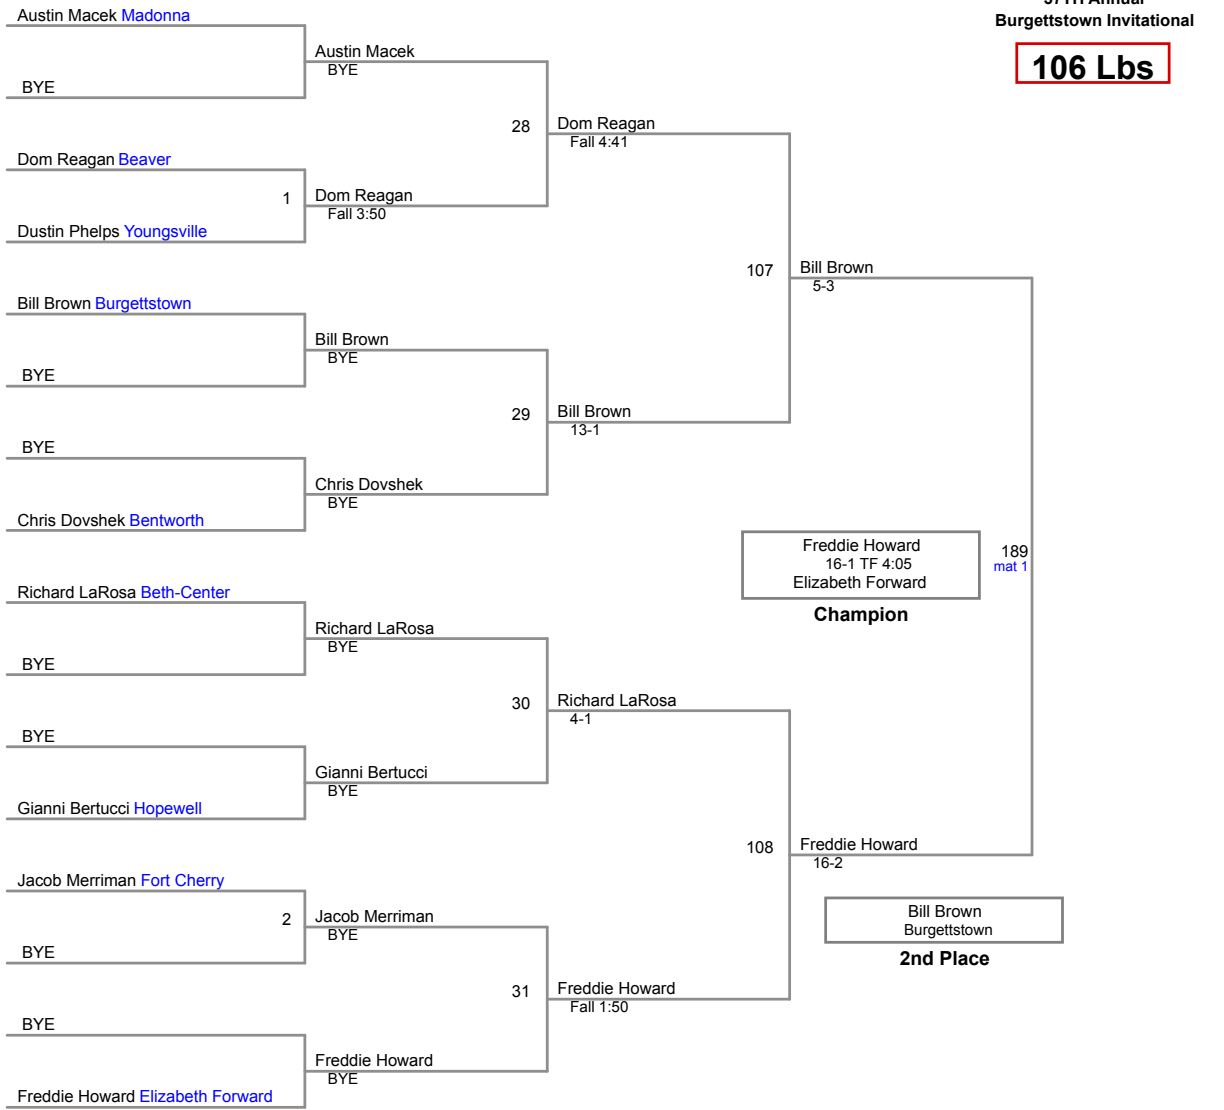 Burgettstown Invitational
106 Lbs
Austin Macek Madonna
BYE
Austin Macek
BYE
Dom Reagan Beaver
1
Dustin Phelps Youngsville
Dom Reagan
Fall 3:50
28
Dom Reagan
Fall 4:41
Bill Brown Burgettstown
BYE
Bill Brown
BYE
BYE
Chris Dovshek Bentworth
Chris Dovshek
BYE
29
Bill Brown
13-1
107
Bill Brown
5-3
Richard LaRosa Beth-Center
BYE
Richard LaRosa
BYE
BYE
Gianni Bertucci Hopewell
Gianni Bertucci
BYE
30
Richard LaRosa
4-1
Jacob Merriman Fort Cherry
2
BYE
Jacob Merriman
BYE
BYE
Freddie Howard Elizabeth Forward
Freddie Howard
BYE
31
Freddie Howard
Fall 1:50
108
Freddie Howard
16-2
189
mat 1
Freddie Howard
16-1 TF 4:05
Elizabeth Forward
Champion
Bill Brown
Burgettstown
2nd Place